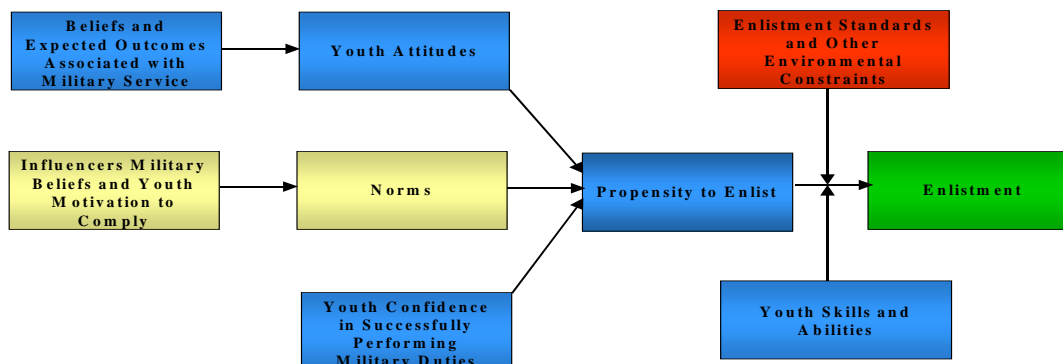 Beliefs and
Expected Outcomes
Associated with
Military Service
Youth Attitudes
Enlistment Standards
and Other
Environmental
Constraints
Influencers Military
Beliefs and Youth
Motivation to
Comply
Norms
Propensity to Enlist
Enlistment
Youth Confidence
in Successfully
Performing
Military Duties
Youth Skills and
Abilities